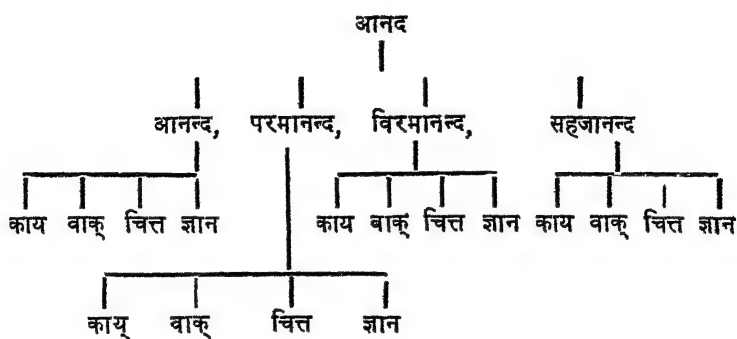 आनद
आनन्द, परमानन्द, विरमानन्द, सहजानन्द
काय वाक् चित्त ज्ञान काय बाक् चित्त ज्ञान काय वाक् चित्त ज्ञान
काय् वाक् चित्त ज्ञान